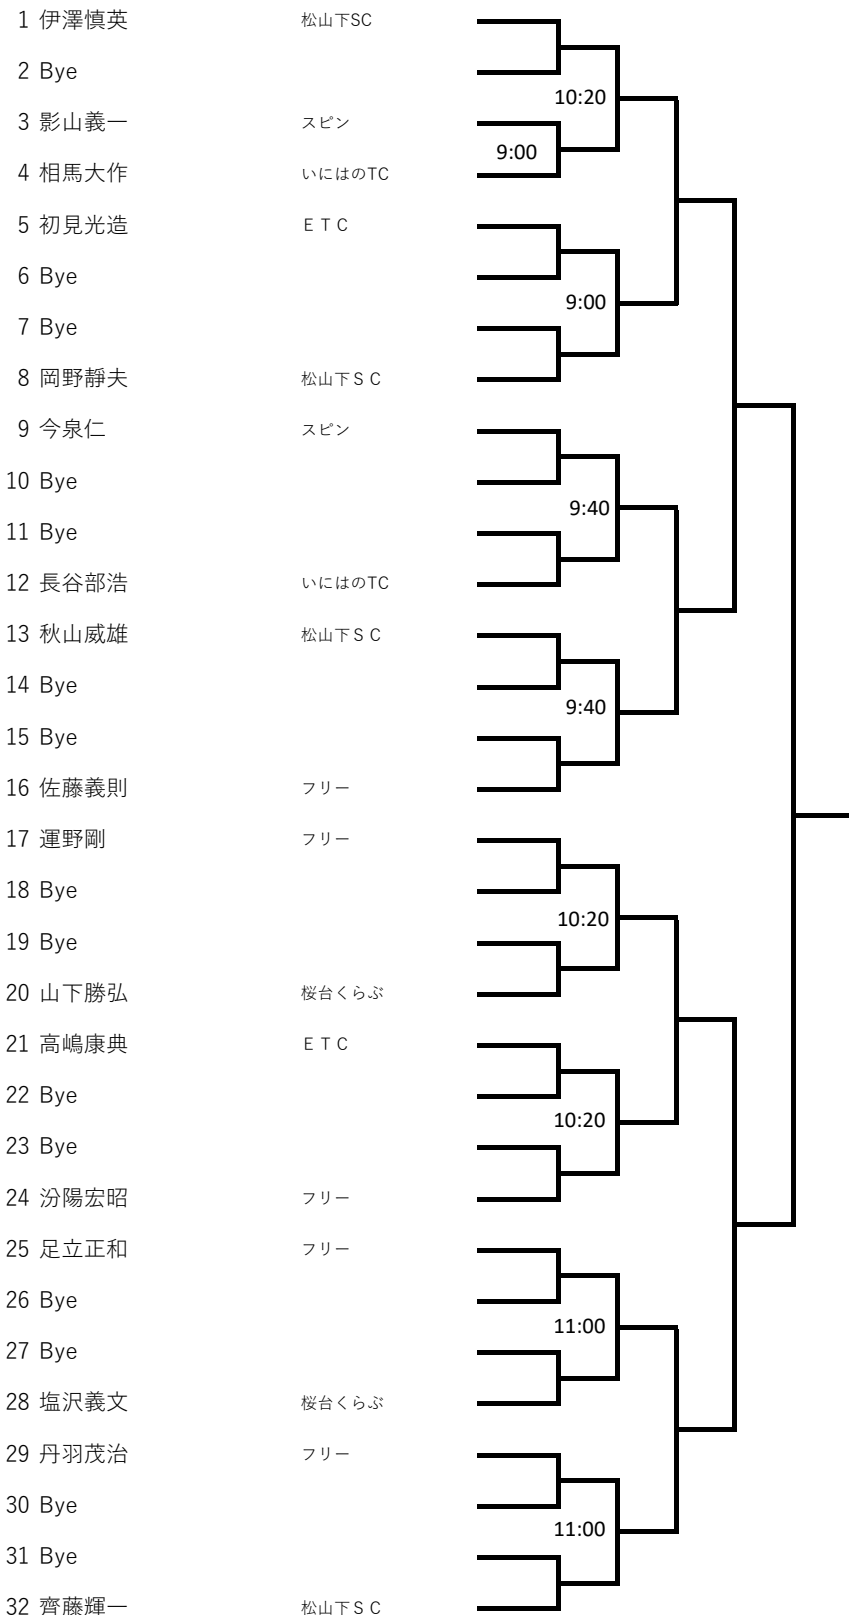 1 伊澤慎英 松山下SC
2 Bye
10:20
3 影山義一 スピン
9:00
4 相馬大作 いにはのTC
5 初見光造 ＥＴＣ
6 Bye
9:00
7 Bye
8 岡野靜夫 松山下ＳＣ
9 今泉仁 スピン
10 Bye
9:40
11 Bye
12 長谷部浩 いにはのTC
13 秋山威雄 松山下ＳＣ
14 Bye
9:40
15 Bye
16 佐藤義則 フリー
17 運野剛 フリー
18 Bye
10:20
19 Bye
20 山下勝弘 桜台くらぶ
21 高嶋康典 ＥＴＣ
22 Bye
10:20
23 Bye
24 汾陽宏昭 フリー
25 足立正和 フリー
26 Bye
11:00
27 Bye
28 塩沢義文 桜台くらぶ
29 丹羽茂治 フリー
30 Bye
11:00
31 Bye
32 齊藤輝一 松山下ＳＣ